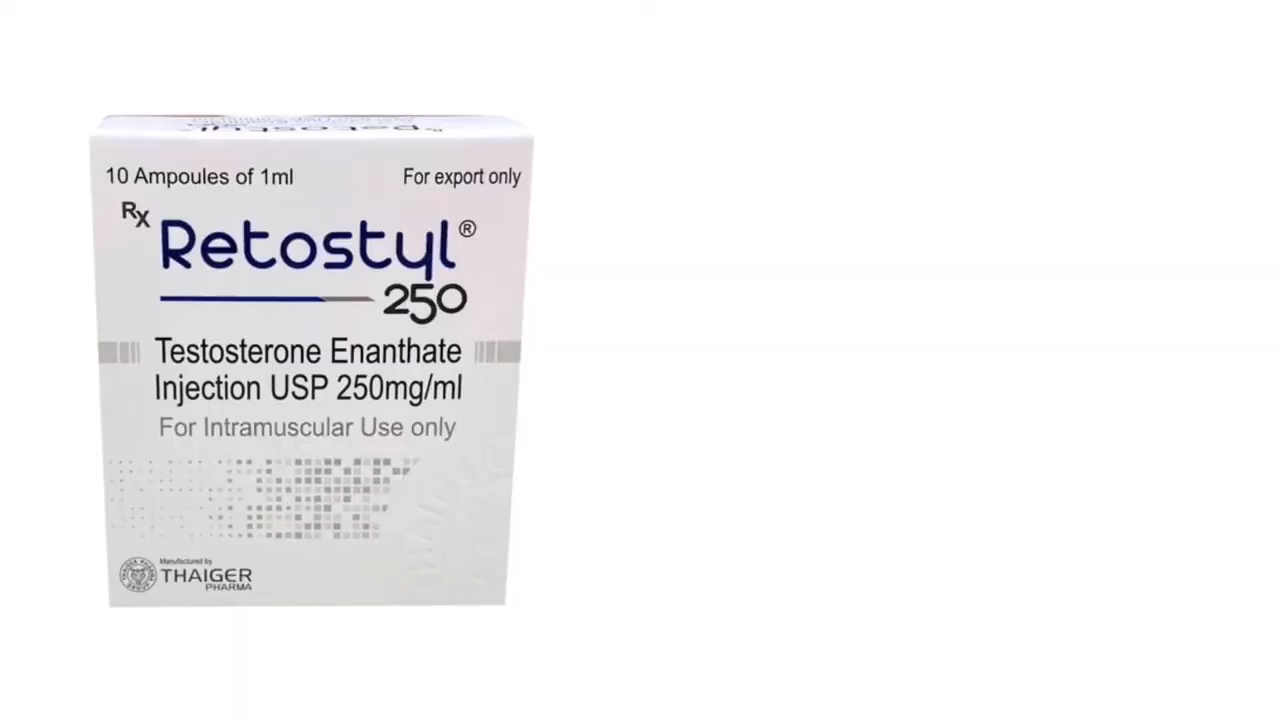 Retostyl®
10 Ampoules of 1ml
For export only
Rx
Retostyl®
250
Testosterone Enanthate
Injection USP 250mg/ml
For Intramuscular Use only
Manufactured by
THAIGER
PHARMA